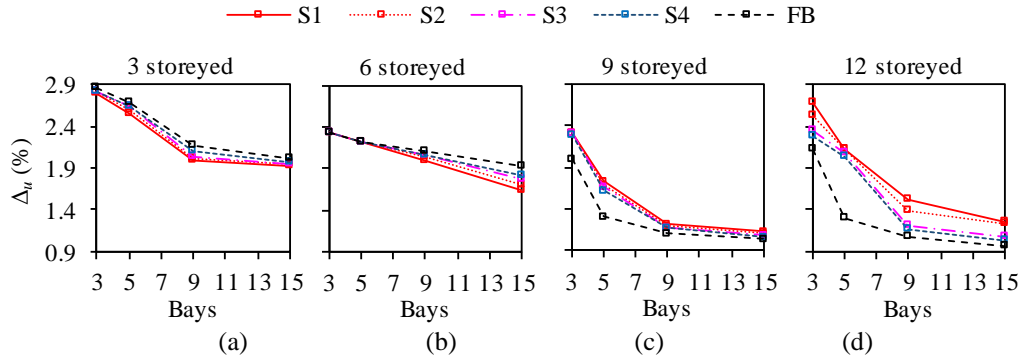 S1 S2 S3 S4 FB
3 storeyed 6 storeyed 9 storeyed 12 storeyed
Δu (%)
2.9
2.4
1.9
1.4
0.9
3 5 7 9 11 13 15 3 5 7 9 11 13 15 3 5 7 9 11 13 15 3 5 7 9 11 13 15
Bays Bays Bays Bays
(a) (b) (c) (d)